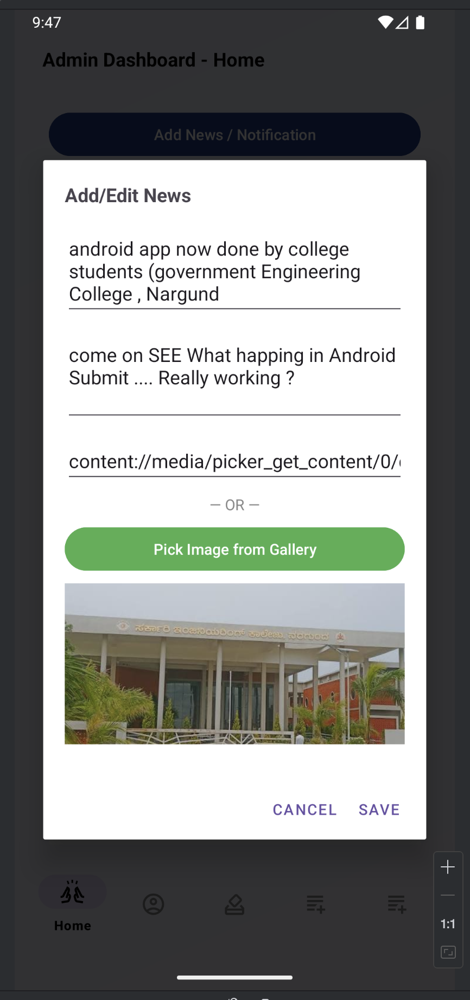 9:47
Admin Dashboard - Home
Add News / Notification
Add/Edit News
android app now done by college
students (government Engineering
College , Nargund
come on SEE What happing in Android
Submit .... Really working ?
content://media/picker_get_content/0/
— OR —
Pick Image from Gallery
ಸರ್ಕಾರಿ ಇಂಜಿನಿಯರಿಂಗ್ ಕಾಲೇಜು, ನರಗುಂದ
CANCEL SAVE
1:1
Home